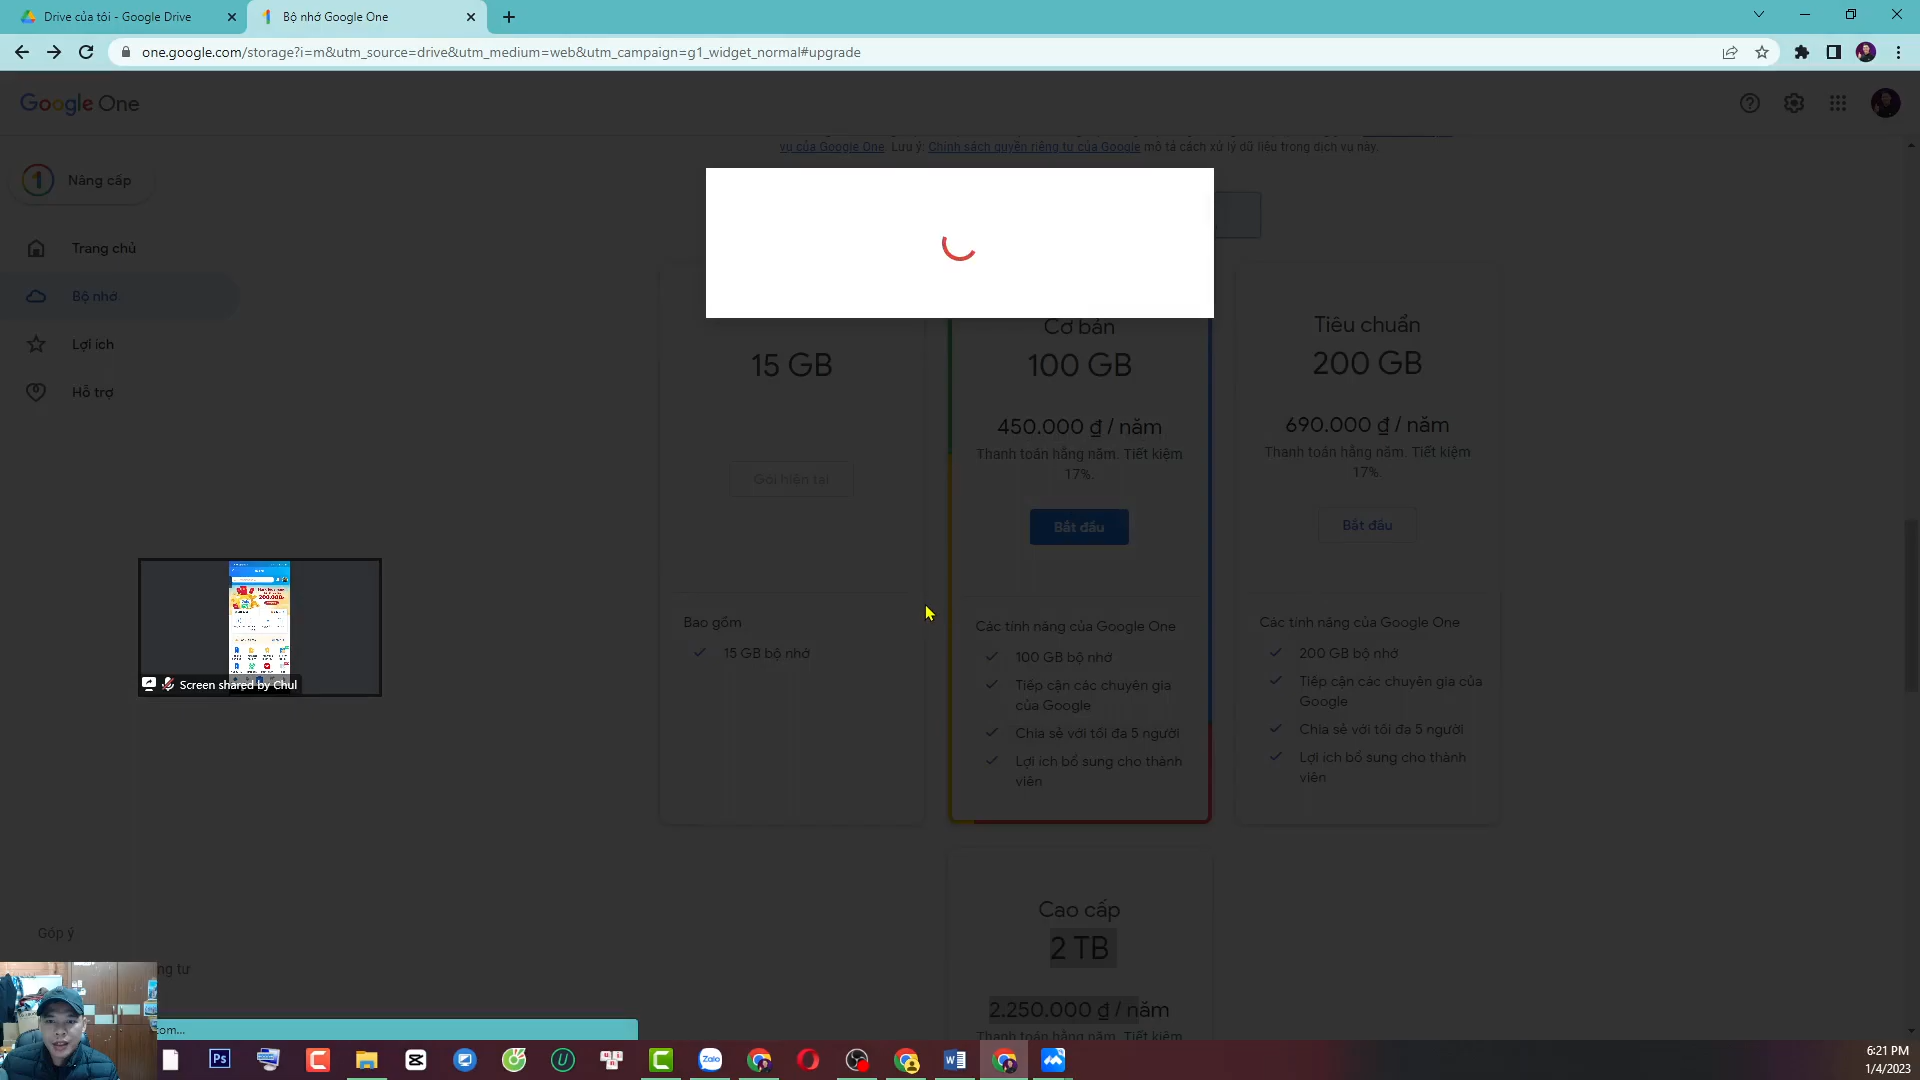 Drive của tôi - Google Drive
Bộ nhớ Google One
one.google.com/storage?i=m&utm_source=drive&utm_medium=web&utm_campaign=g1_widget_normal#upgrade
Google One
vụ của Google One. Lưu ý: Chính sách quyền riêng tư của Google mô tả cách xử lý dữ liệu trong dịch vụ này.
Nâng cấp
Trang chủ
Bộ nhớ
Lợi ích
Hỗ trợ
15 GB
Gói hiện tại
Bao gồm
15 GB bộ nhớ
Cơ bản
100 GB
450.000 ₫ / năm
Thanh toán hằng năm. Tiết kiệm
17%.
Bắt đầu
Các tính năng của Google One
100 GB bộ nhớ
Tiếp cận các chuyên gia
của Google
Chia sẻ với tối đa 5 người
Lợi ích bổ sung cho thành
viên
Tiêu chuẩn
200 GB
690.000 ₫ / năm
Thanh toán hằng năm. Tiết kiệm
17%.
Bắt đầu
Các tính năng của Google One
200 GB bộ nhớ
Tiếp cận các chuyên gia của
Google
Chia sẻ với tối đa 5 người
Lợi ích bổ sung cho thành
viên
Cao cấp
2 TB
2.250.000 ₫ / năm
Thanh toán hằng năm. Tiết kiệm
200.000
Screen shared by Chul
Góp ý
ng tư
com...
Ps
Zalo
6:21 PM
1/4/2023